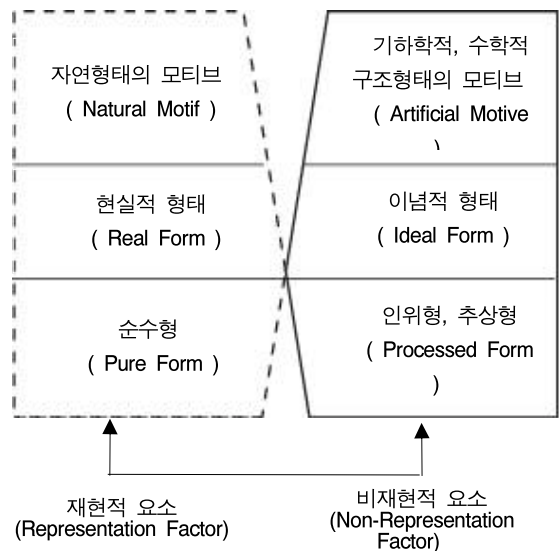 자연형태의 모티브
( Natural Motif )
기하학적, 수학적
구조형태의 모티브
( Artificial Motive
)
현실적 형태
( Real Form )
이념적 형태
( Ideal Form )
순수형
( Pure Form )
인위형, 추상형
( Processed Form
)
재현적 요소
(Representation Factor)
비재현적 요소
(Non-Representation
Factor)